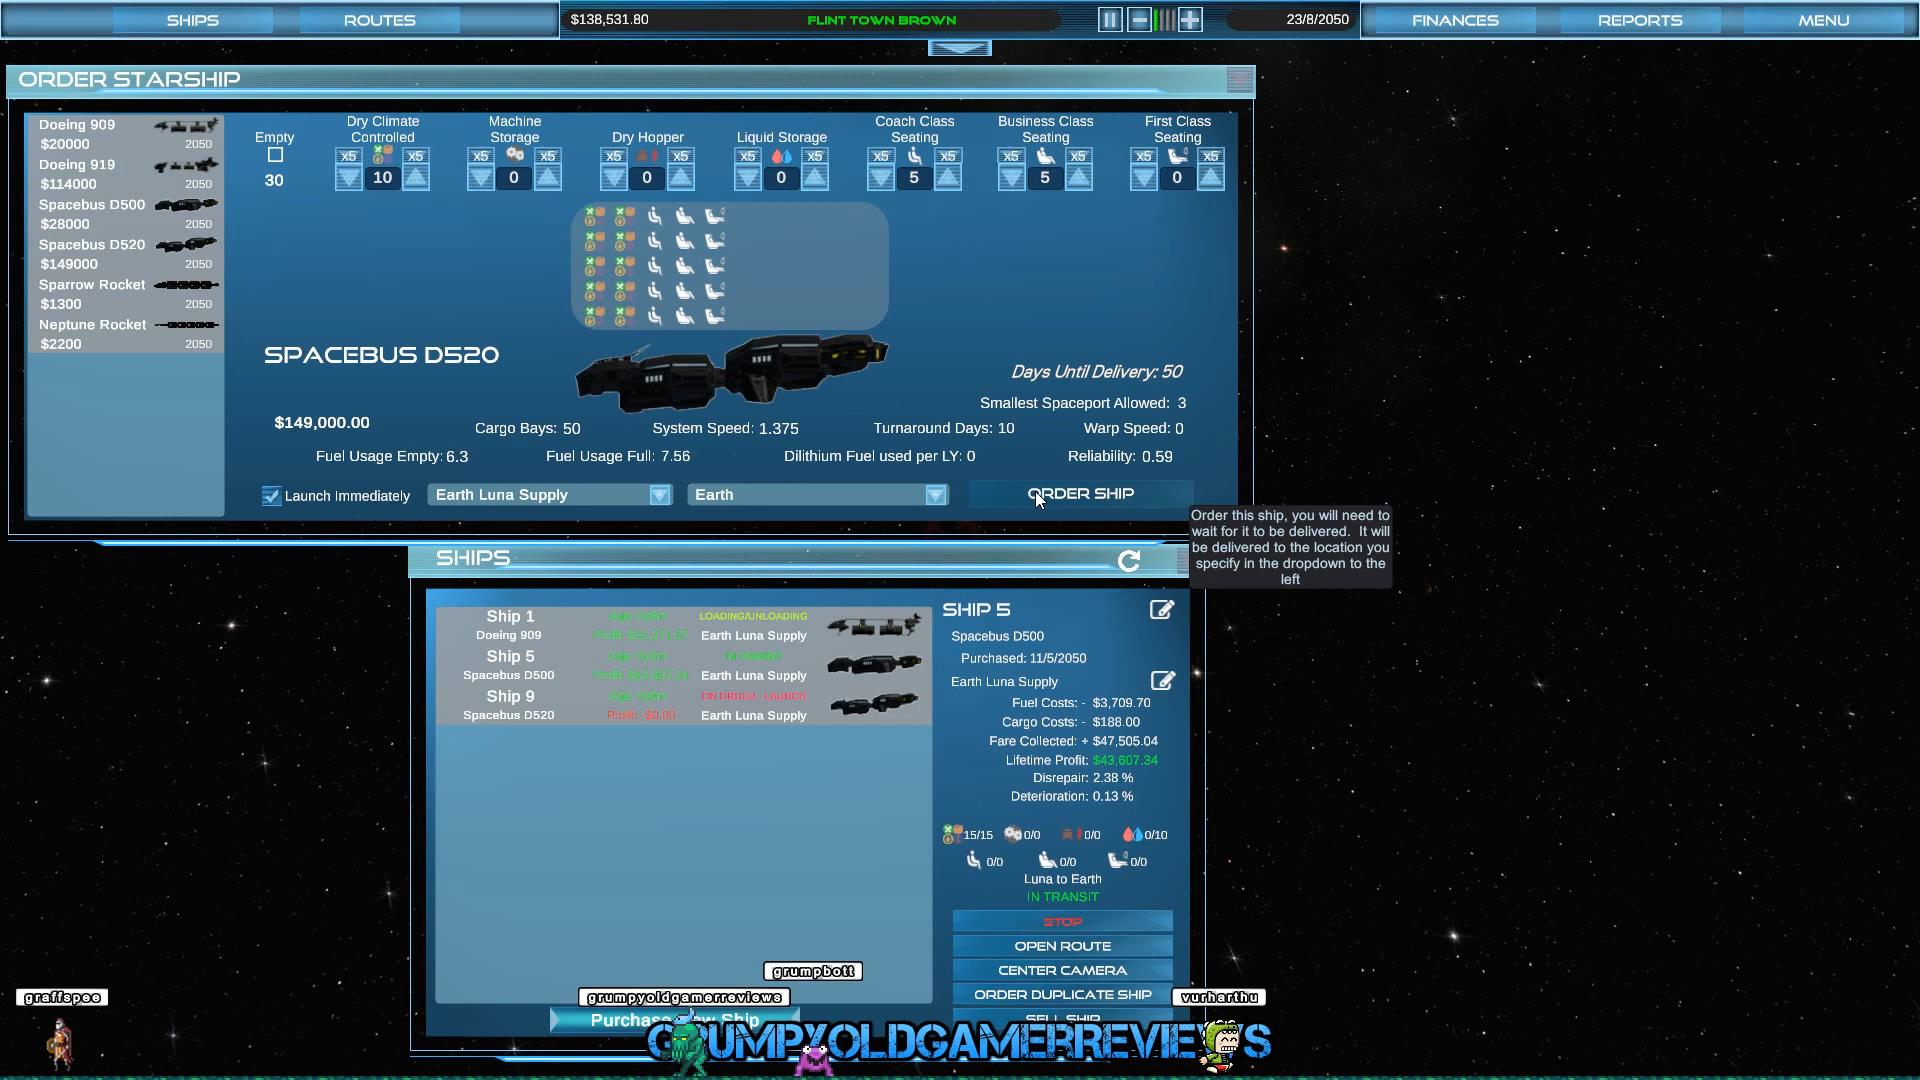 SHIPS
ROUTES
$138,531.80
FLINT TOWN BROWN
23/8/2050
FINANCES
REPORTS
MENU
ORDER STARSHIP
Doeing 909
$20000 2050
Doeing 919
$114000 2050
Spacebus D500
$28000 2050
Spacebus D520
$149000 2050
Sparrow Rocket
$1300 2050
Neptune Rocket
$2200 2050
Empty
30
Dry Climate
Controlled
x5 x5
10
Machine
Storage
x5 x5
0
Dry Hopper
x5 x5
0
Liquid Storage
x5 x5
0
Coach Class
Seating
x5 x5
5
Business Class
Seating
x5 x5
5
First Class
Seating
x5 x5
0
SPACEBUS D520
Days Until Delivery: 50
Smallest Spaceport Allowed: 3
$149,000.00
Cargo Bays: 50
System Speed: 1.375
Turnaround Days: 10
Warp Speed: 0
Fuel Usage Empty: 6.3
Fuel Usage Full: 7.56
Dilithium Fuel used per LY: 0
Reliability: 0.59
Launch Immediately
Earth Luna Supply
Earth
ORDER SHIP
Order this ship, you will need to
wait for it to be delivered. It will
be delivered to the location you
specify in the dropdown to the
left
SHIPS
Ship 1
LOADING/UNLOADING
Doeing 909
Earth Luna Supply
Ship 5
Spacebus D500
Earth Luna Supply
Ship 9
ON ORDER - LAUNCH
Spacebus D520
Profit: $0.00
Earth Luna Supply
SHIP 5
Spacebus D500
Purchased: 11/5/2050
Earth Luna Supply
Fuel Costs: - $3,709.70
Cargo Costs: - $188.00
Fare Collected: + $47,505.04
Lifetime Profit: $43,607.34
Disrepair: 2.38 %
Deterioration: 0.13 %
15/15 0/0 0/0 0/10
0/0 0/0 0/0
Luna to Earth
IN TRANSIT
STOP
OPEN ROUTE
CENTER CAMERA
ORDER DUPLICATE SHIP
SELL SHIP
grumpbott
graffspee
grumpyoldgamerreviews
vurharthu
Purchase New Ship
GRUMPYOLDGAMERREVIEWS